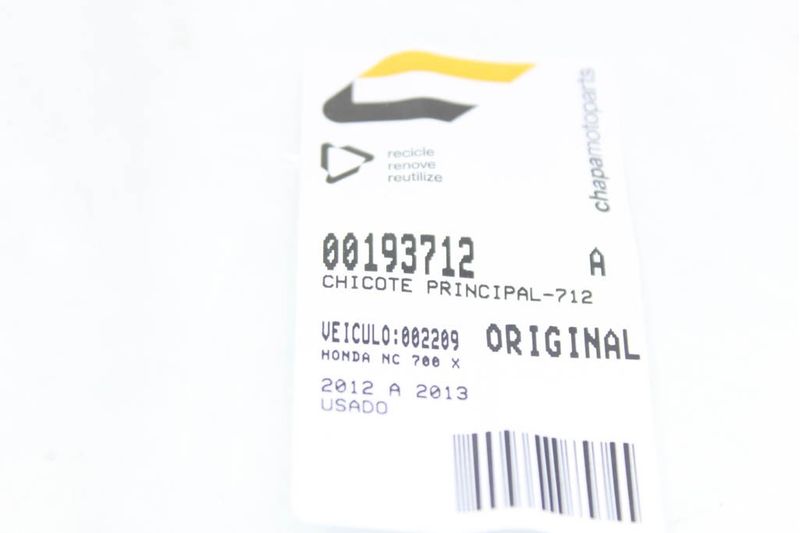 chapamotoparts
recicle
renove
reutilize
00193712 A
CHICOTE PRINCIPAL-712
VEICULO:002209 ORIGINAL
HONDA NC 700 X
2012 A 2013
USADO